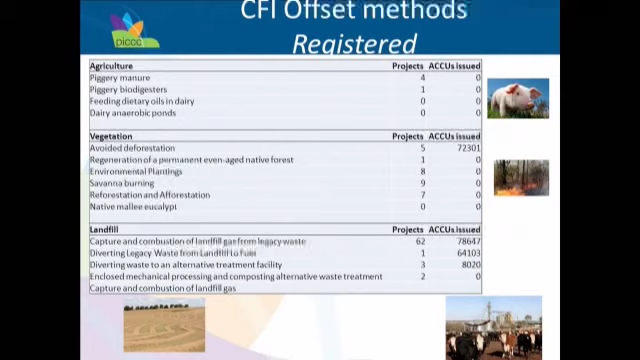 CFI Offset methods
Registered
piccc
Agriculture Projects ACCUs issued
Piggery manure 4 0
Piggery biodigesters 1 0
Feeding dietary oils in dairy 0 0
Dairy anaerobic ponds 0 0
Vegetation Projects ACCUs issued
Avoided deforestation 5 72301
Regeneration of a permanent even-aged native forest 1 0
Environmental Plantings 8 0
Savanna burning 9 0
Reforestation and Afforestation 7 0
Native mallee eucalypt 0 0
Landfill Projects ACCUs issued
Capture and combustion of landfill gas from legacy waste 62 78647
Diverting Legacy Waste from Landfill to Fuel 1 64103
Diverting waste to an alternative treatment facility 3 8020
Enclosed mechanical processing and composting alternative waste treatment 2 0
Capture and combustion of landfill gas